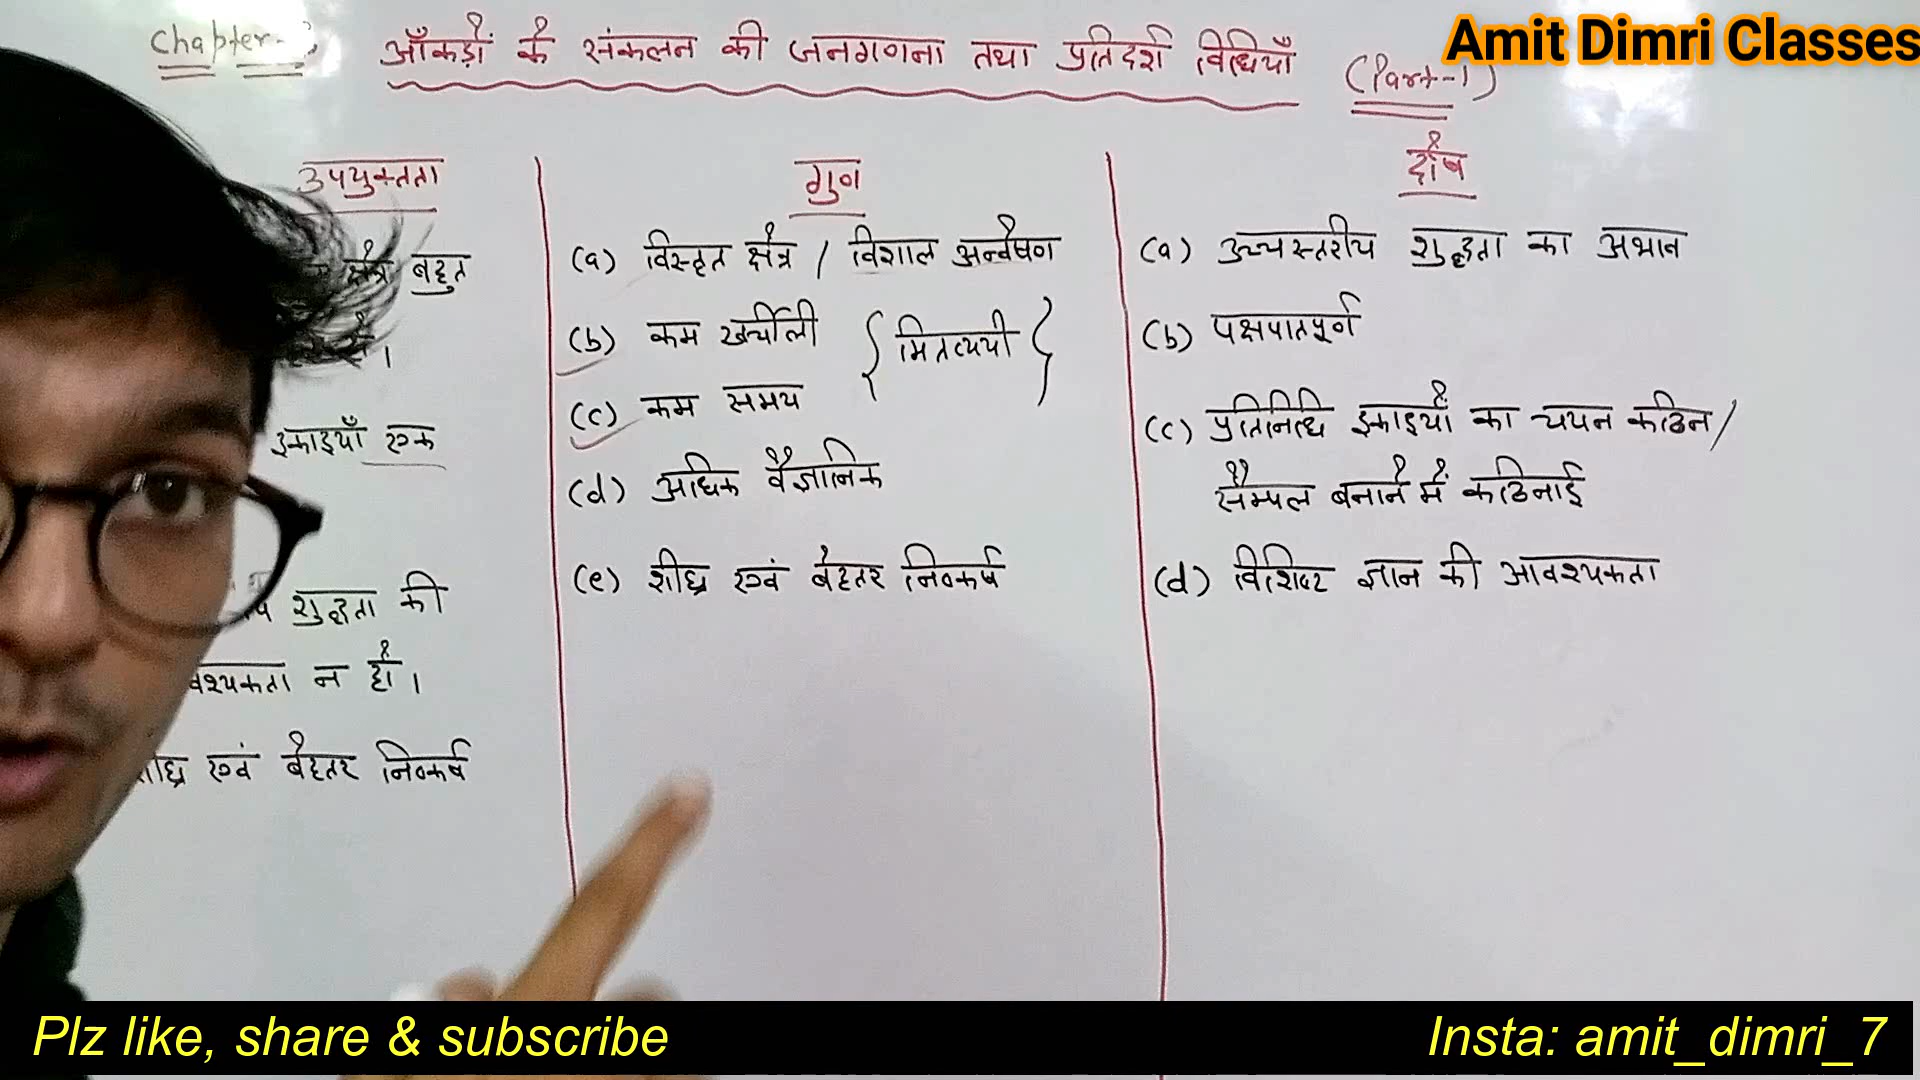 Amit Dimri Classes
Chapter-
आँकड़ों के संकलन की जनगणना तथा प्रतिदर्श विधियाँ (Part-1)
उपयुक्तता
क्षेत्र बहुत
है।
इकाइयाँ एक
शुद्धता की
वश्यकता न हो।
शीघ्र एवं बेहतर निष्कर्ष
गुण
(a) विस्तृत क्षेत्र / विशाल अन्वेषण
(b) कम खर्चीली { मितव्ययी }
(c) कम समय
(d) अधिक वैज्ञानिक
(e) शीघ्र एवं बेहतर निष्कर्ष
दोष
(a) उच्चस्तरीय शुद्धता का अभाव
(b) पक्षपातपूर्ण
(c) प्रतिनिधि इकाइयों का चयन कठिन/
सैम्पल बनाने में कठिनाई
(d) विशिष्ट ज्ञान की आवश्यकता
Plz like, share & subscribe
Insta: amit_dimri_7